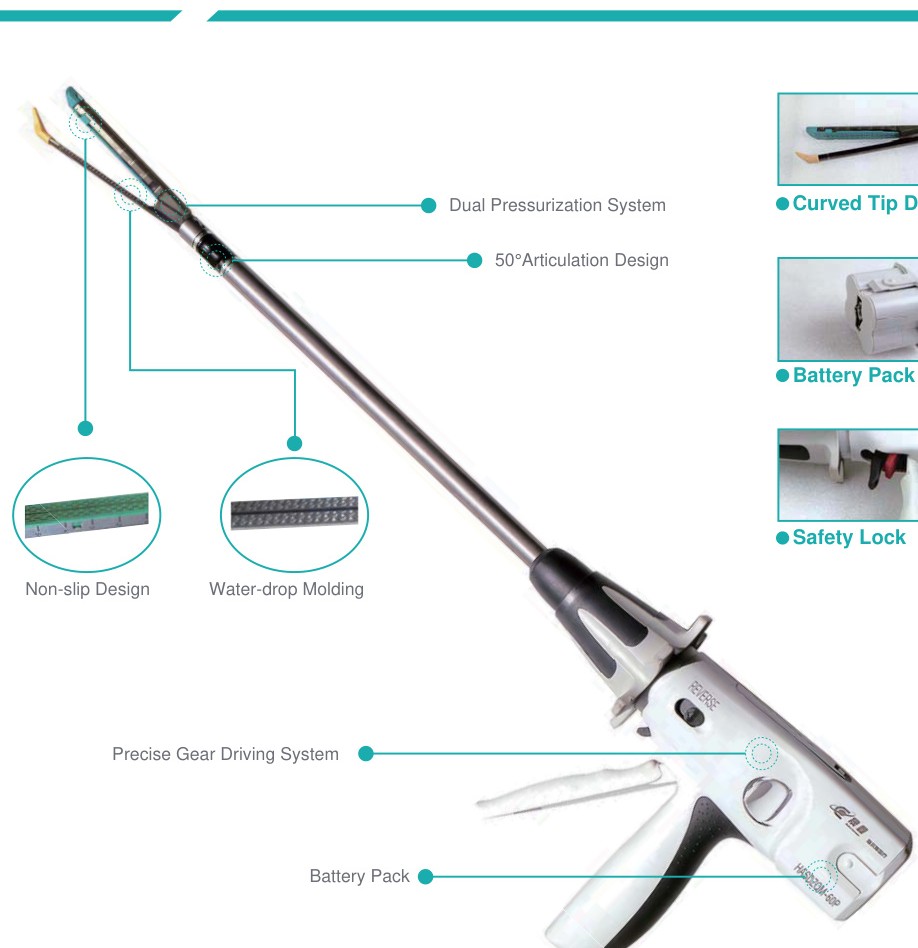 Dual Pressurization System
50°Articulation Design
Curved Tip D
Battery Pack
Safety Lock
Non-slip Design
Water-drop Molding
REVERSE
Precise Gear Driving System
Battery Pack